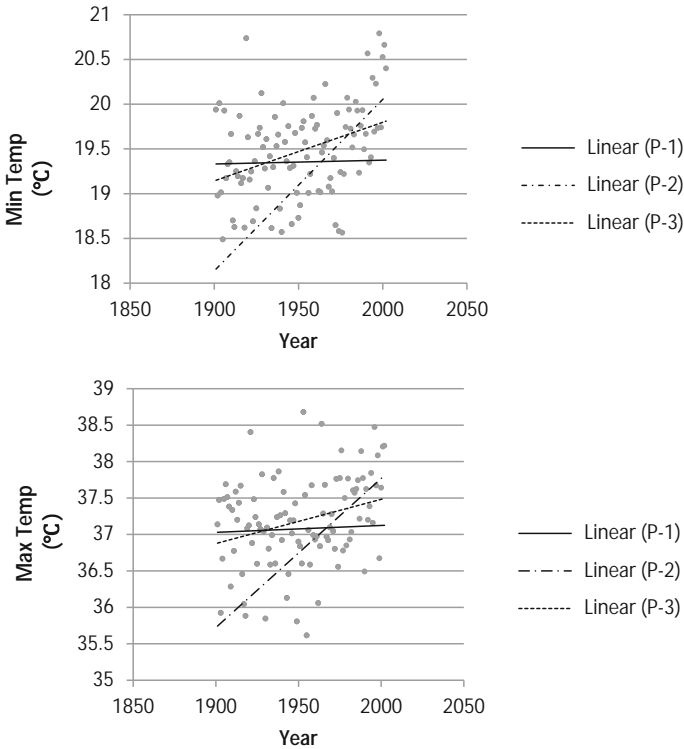 21
20.5
20
19.5
19
18.5
18
Min Temp
(°C)
1850 1900 1950 2000 2050
Year
Linear (P-1)
Linear (P-2)
Linear (P-3)
39
38.5
38
37.5
37
36.5
36
35.5
35
Max Temp
(°C)
1850 1900 1950 2000 2050
Year
Linear (P-1)
Linear (P-2)
Linear (P-3)